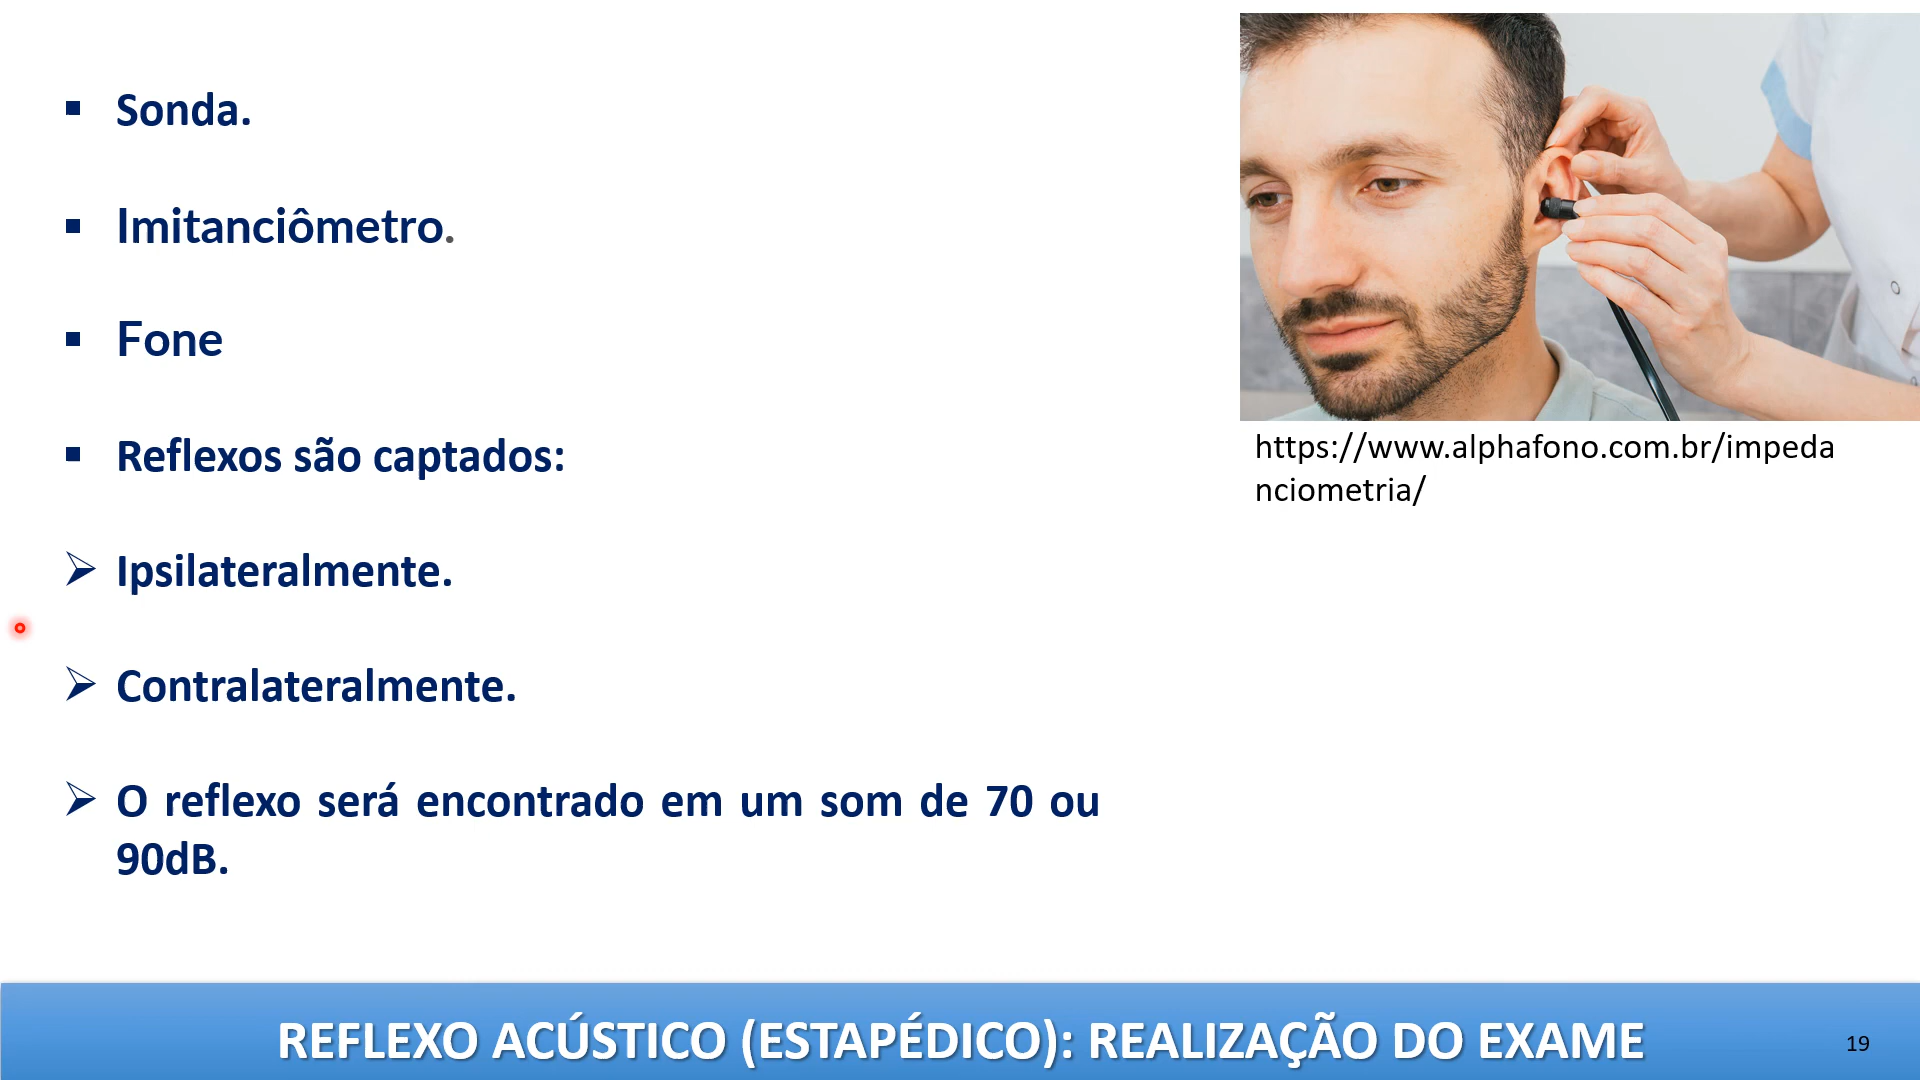 Sonda.
Imitanciômetro.
Fone
Reflexos são captados:
Ipsilateralmente.
Contralateralmente.
O reflexo será encontrado em um som de 70 ou
90dB.
https://www.alphafono.com.br/impeda
nciometria/
REFLEXO ACÚSTICO (ESTAPÉDICO): REALIZAÇÃO DO EXAME
19